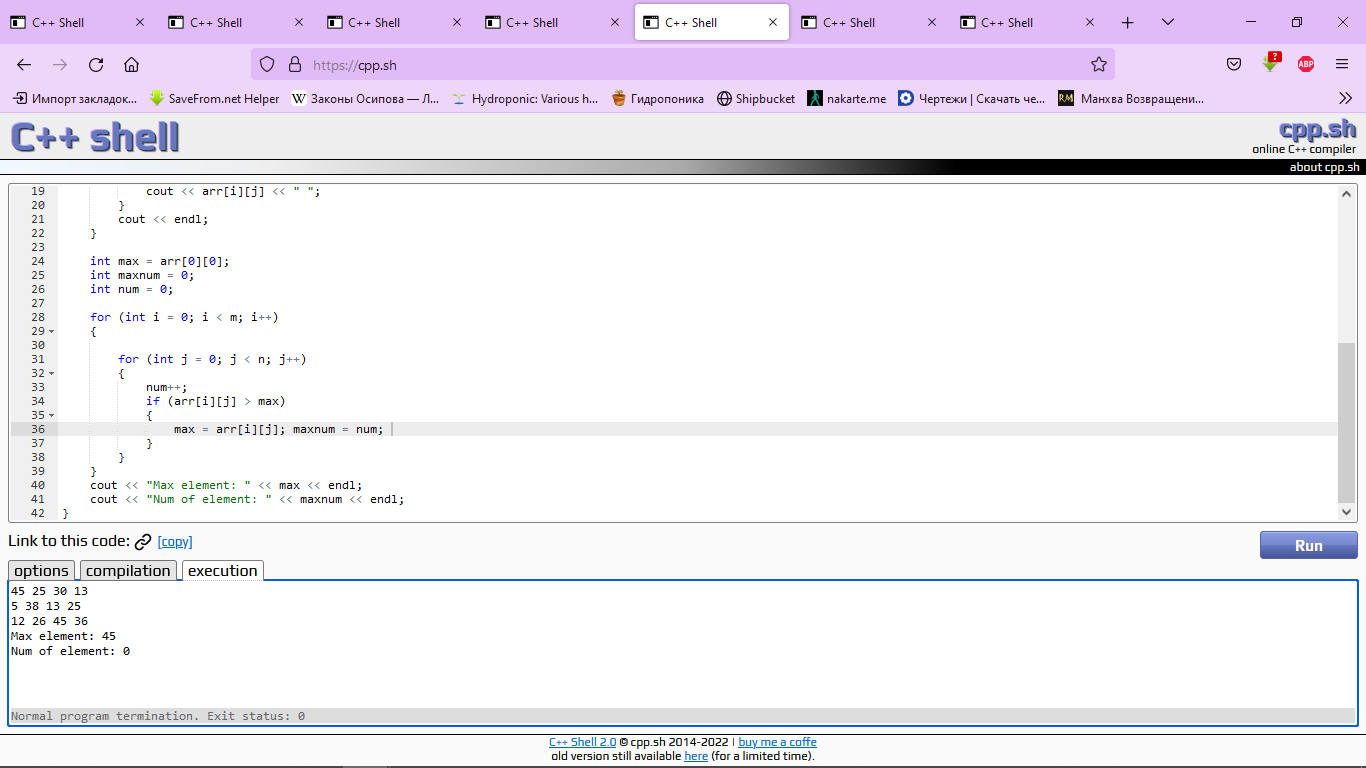 C++ Shell C++ Shell C++ Shell C++ Shell C++ Shell C++ Shell C++ Shell
https://cpp.sh ? ABP
Импорт закладок... SaveFrom.net Helper W Законы Осипова — Л... Hydroponic: Various h... Гидропоника Shipbucket nakarte.me Чертежи | Скачать че... RM Манхва Возвращени...
C++ shell cpp.sh
online C++ compiler
about cpp.sh
19 cout << arr[i][j] << " ";
20 }
21 cout << endl;
22 }
23
24 int max = arr[0][0];
25 int maxnum = 0;
26 int num = 0;
27
28 for (int i = 0; i < m; i++)
29 {
30
31 for (int j = 0; j < n; j++)
32 {
33 num++;
34 if (arr[i][j] > max)
35 {
36 max = arr[i][j]; maxnum = num;
37 }
38 }
39 }
40 cout << "Max element: " << max << endl;
41 cout << "Num of element: " << maxnum << endl;
42 }
Link to this code: [copy] Run
options compilation execution
45 25 30 13
5 38 13 25
12 26 45 36
Max element: 45
Num of element: 0
Normal program termination. Exit status: 0
C++ Shell 2.0 © cpp.sh 2014-2022 | buy me a coffe
old version still available here (for a limited time).